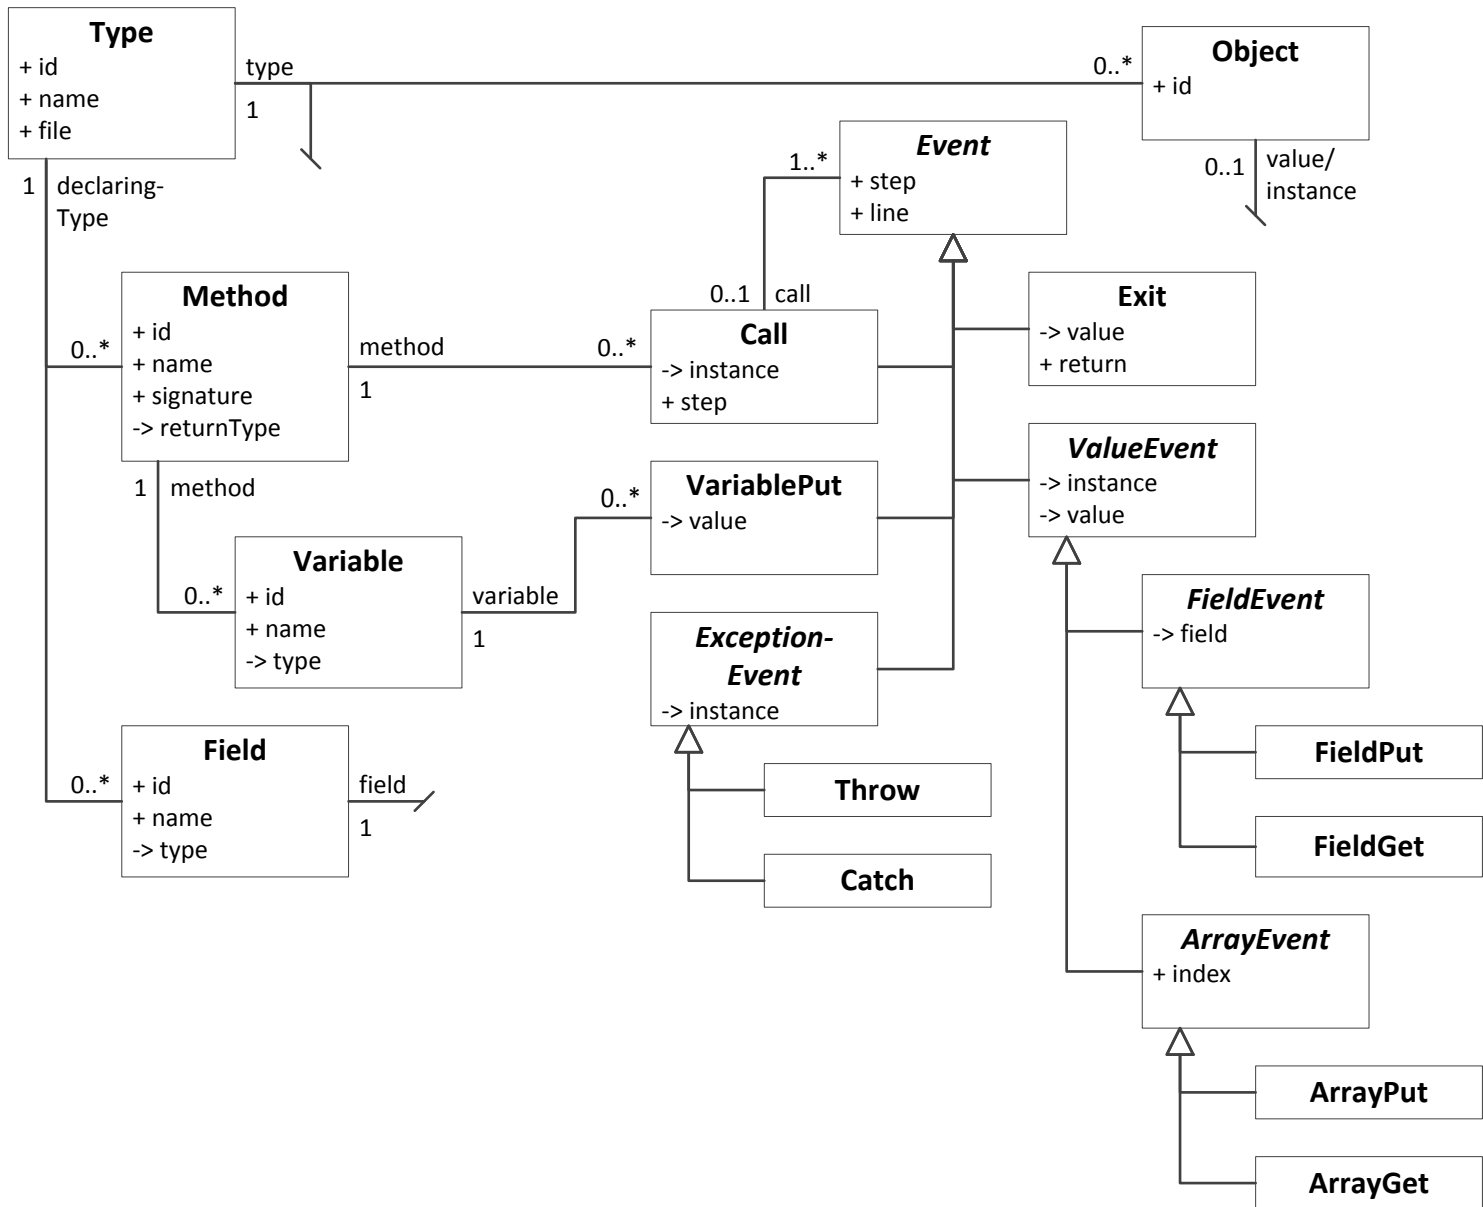 Type
+ id
+ name
+ file
type
1
0..*
Object
+ id
0..1
value/
instance
1
declaring-
Type
Event
+ step
+ line
1..*
0..1
call
Method
+ id
+ name
+ signature
-> returnType
0..*
method
1
0..*
Call
-> instance
+ step
Exit
-> value
+ return
1
method
0..*
VariablePut
-> value
ValueEvent
-> instance
-> value
Variable
+ id
+ name
-> type
0..*
variable
1
Exception-
Event
-> instance
FieldEvent
-> field
Field
+ id
+ name
-> type
0..*
field
1
Throw
Catch
FieldPut
FieldGet
ArrayEvent
+ index
ArrayPut
ArrayGet